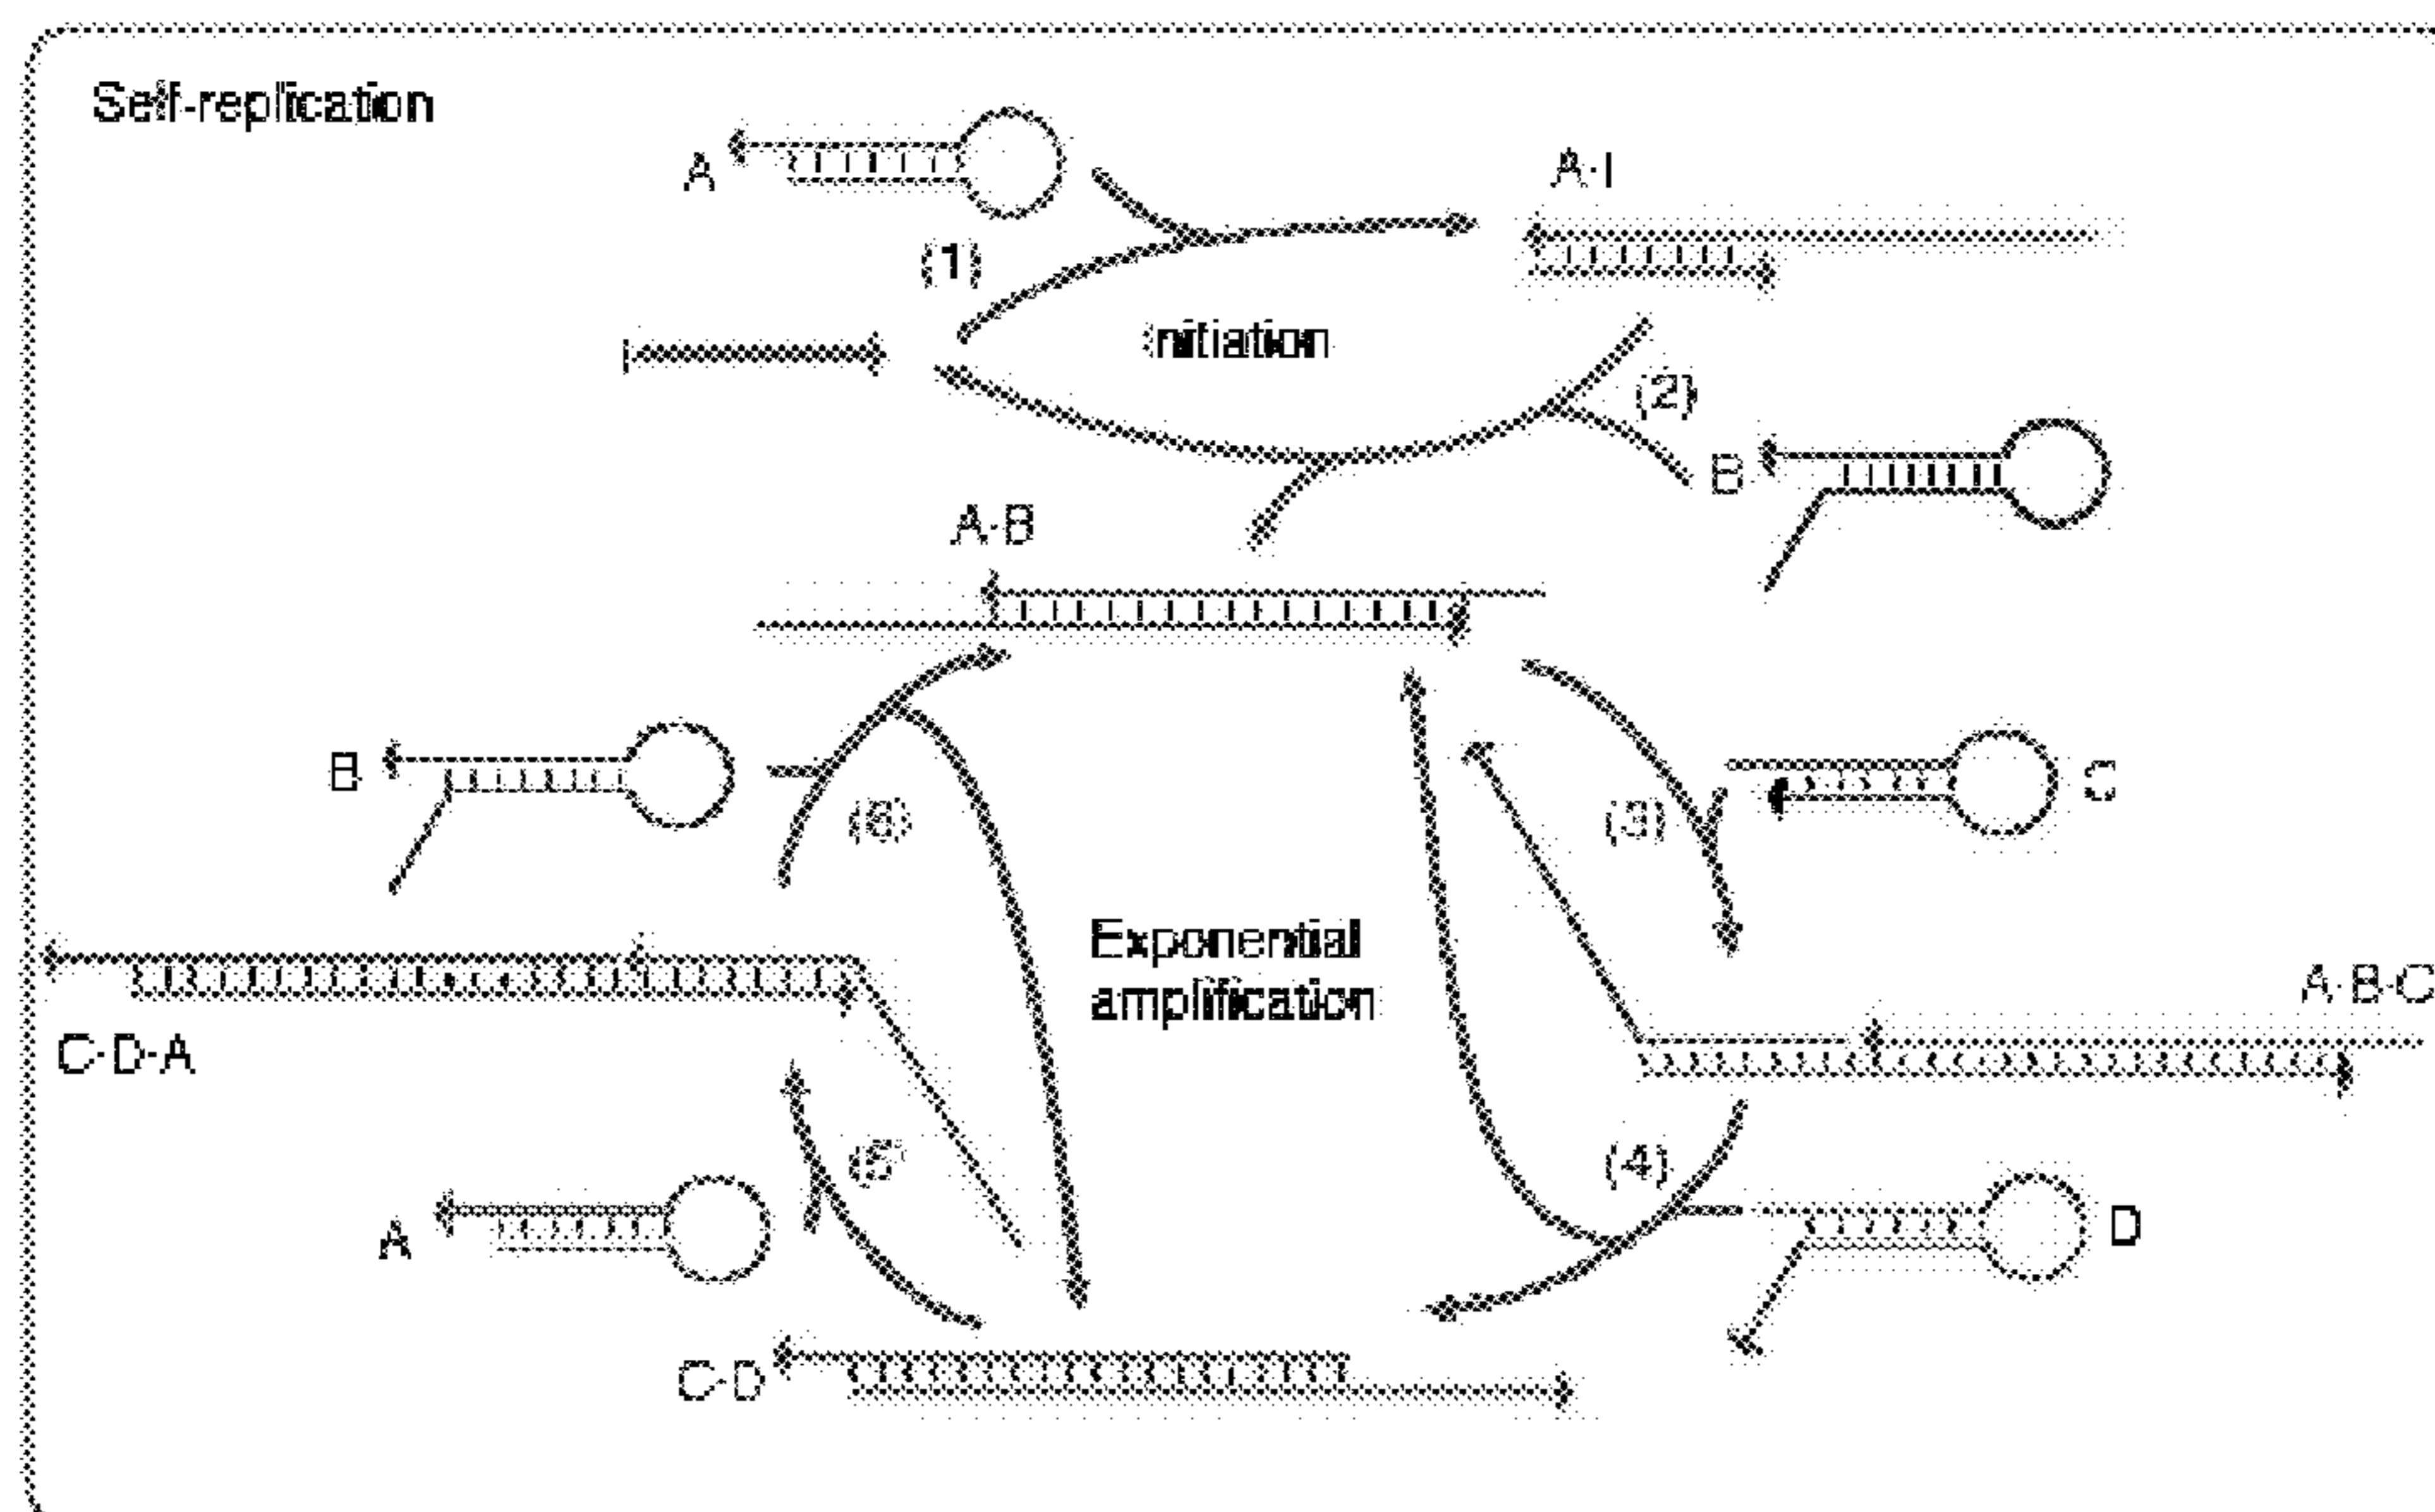 Self-replication
A
A·I
(1)
Initiation
I
(2)
B
A·B
B
(6)
(3)
C
Exponential
amplification
A·B·C
C·D·A
(5)
(4)
A
D
C·D